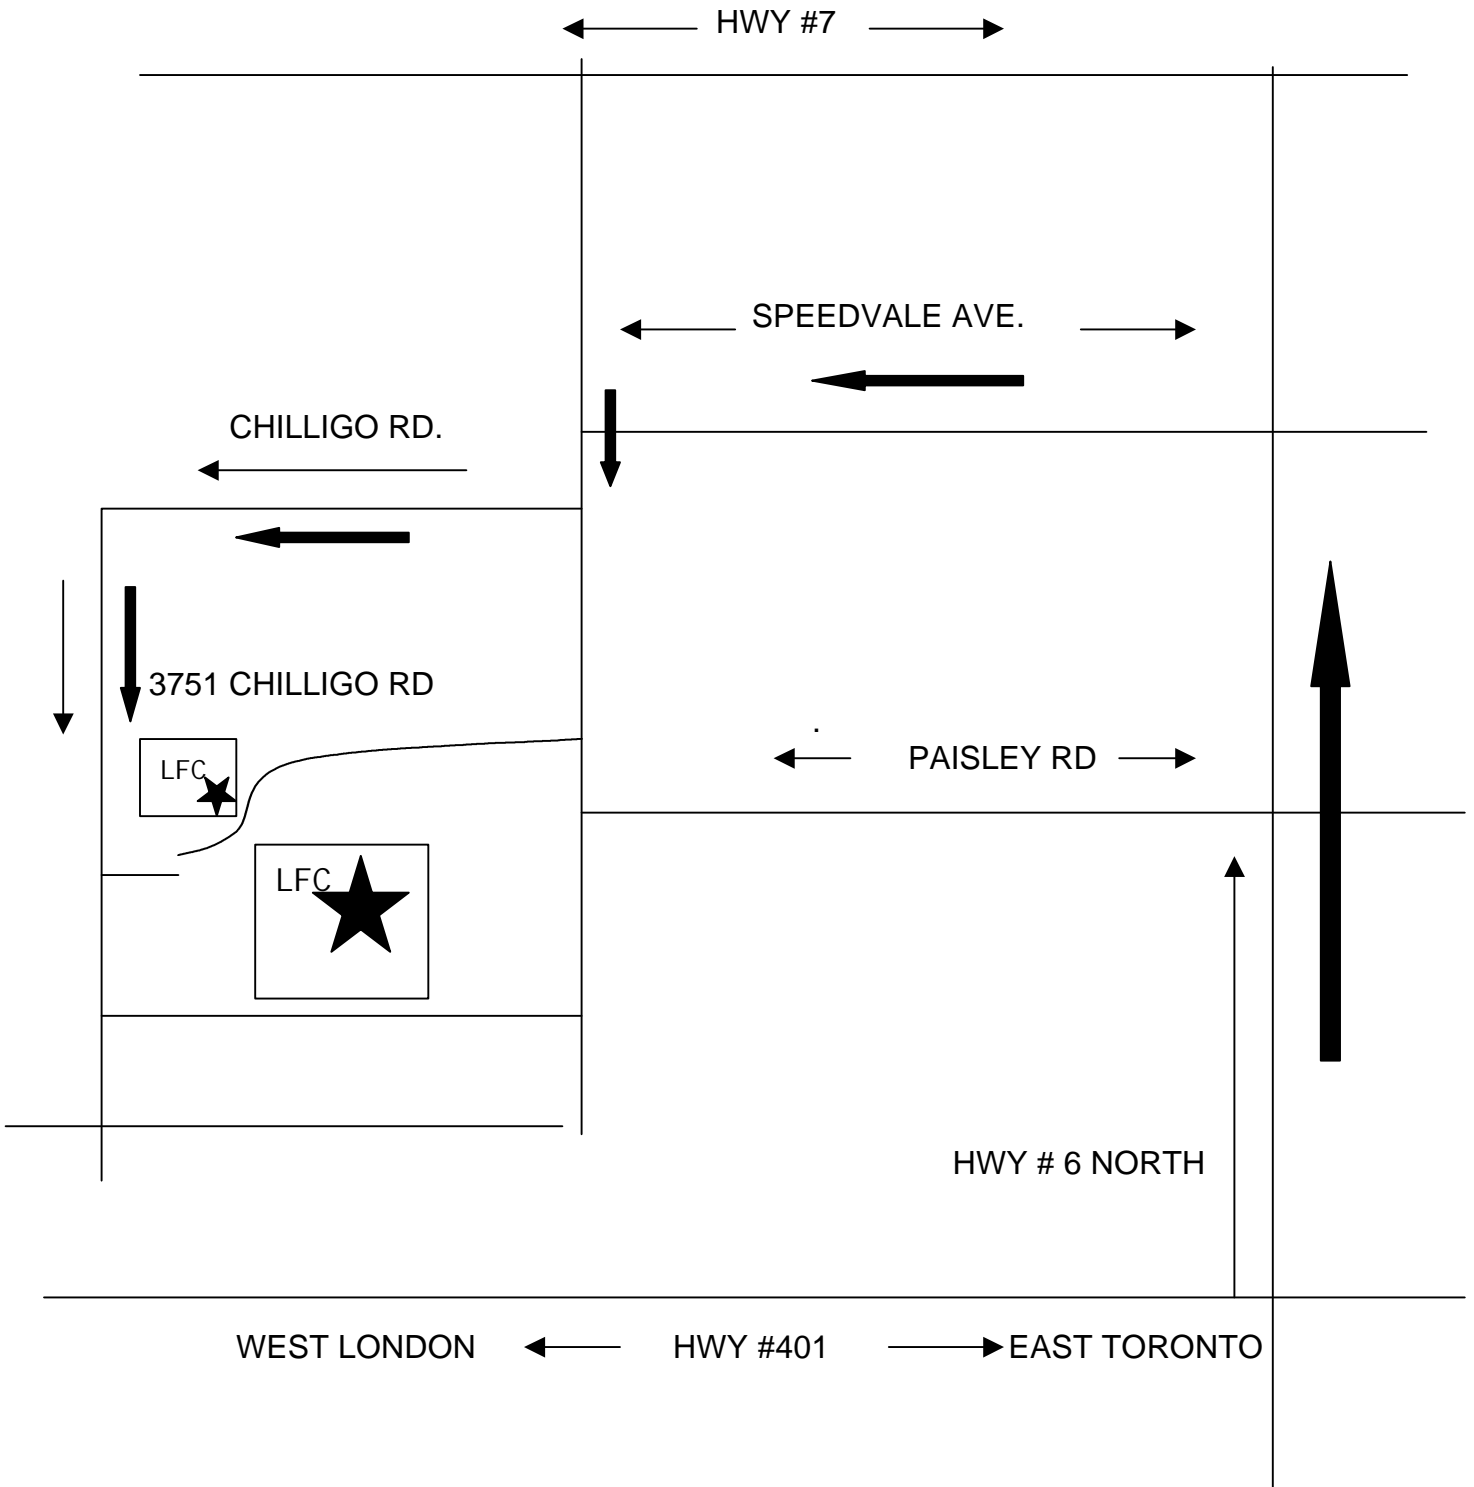 HWY #7
SPEEDVALE AVE.
CHILLIGO RD.
3751 CHILLIGO RD
.
PAISLEY RD
LFC
LFC
HWY # 6 NORTH
WEST LONDON HWY #401 EAST TORONTO